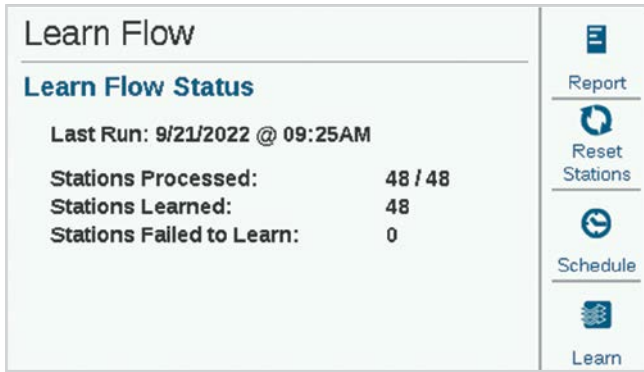 Learn Flow
Learn Flow Status
Last Run: 9/21/2022 @ 09:25AM
Stations Processed: 48 / 48
Stations Learned: 48
Stations Failed to Learn: 0
Report
Reset
Stations
Schedule
Learn